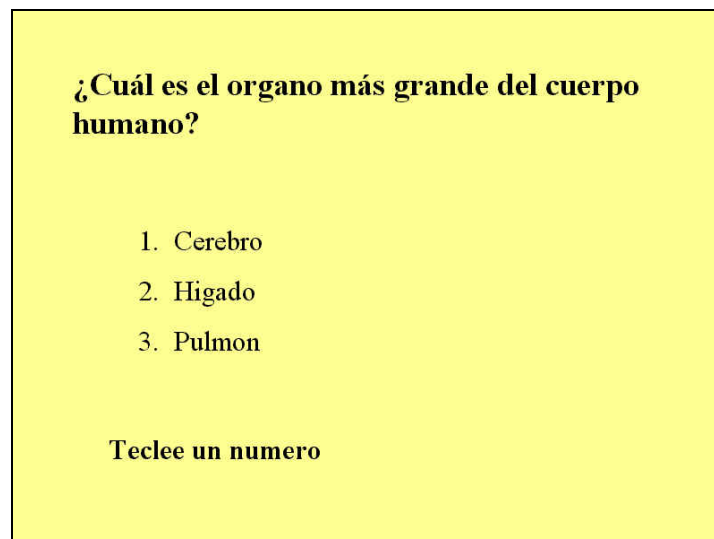 ¿Cuál es el organo más grande del cuerpo
humano?
1. Cerebro
2. Higado
3. Pulmon
Teclee un numero